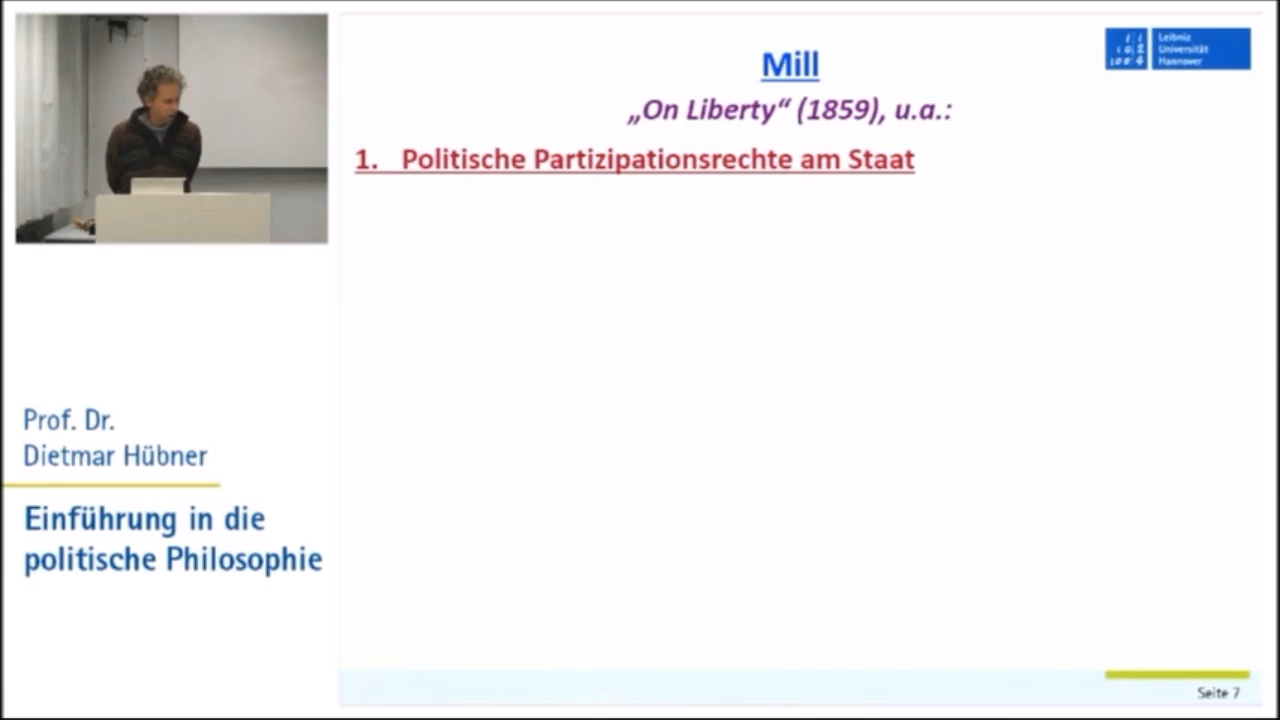 Mill
„On Liberty“ (1859), u.a.:
1. Politische Partizipationsrechte am Staat
Leibniz
Universität
Hannover
Prof. Dr.
Dietmar Hübner
Einführung in die
politische Philosophie
Seite 7